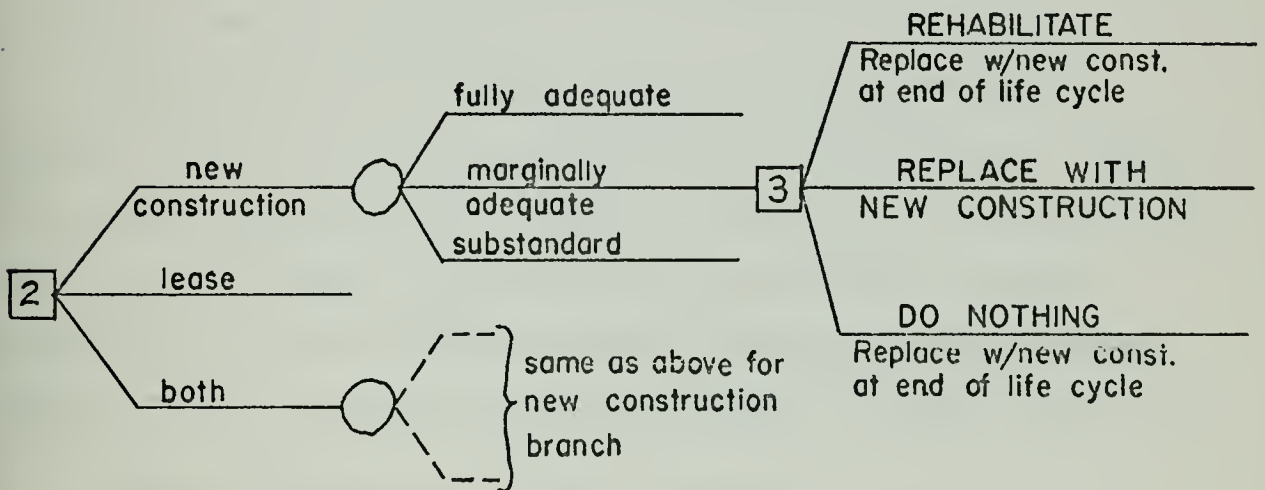 2
new
construction
lease
both
fully adequate
marginally
adequate
substandard
same as above for
new construction
branch
3
REHABILITATE
Replace w/new const.
at end of life cycle
REPLACE WITH
NEW CONSTRUCTION
DO NOTHING
Replace w/new const.
at end of life cycle